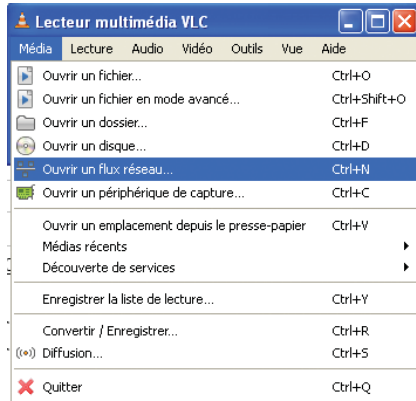 Lecteur multimédia VLC
Média Lecture Audio Vidéo Outils Vue Aide
Ouvrir un fichier... Ctrl+O
Ouvrir un fichier en mode avancé... Ctrl+Shift+O
Ouvrir un dossier... Ctrl+F
Ouvrir un disque... Ctrl+D
Ouvrir un flux réseau... Ctrl+N
Ouvrir un périphérique de capture... Ctrl+C
Ouvrir un emplacement depuis le presse-papier Ctrl+V
Médias récents
Découverte de services
Enregistrer la liste de lecture... Ctrl+Y
Convertir / Enregistrer... Ctrl+R
Diffusion... Ctrl+S
Quitter Ctrl+Q